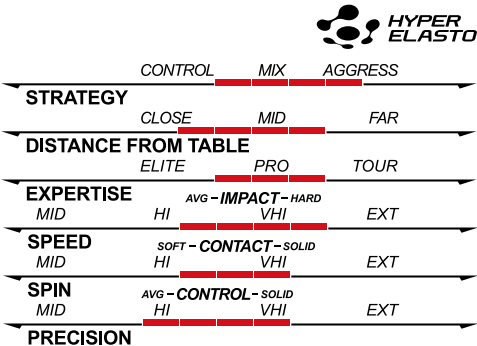 HYPER
ELASTO
CONTROL MIX AGGRESS
STRATEGY
CLOSE MID FAR
DISTANCE FROM TABLE
ELITE PRO TOUR
EXPERTISE AVG – IMPACT – HARD
MID HI VHI EXT
SPEED SOFT – CONTACT – SOLID
MID HI VHI EXT
SPIN AVG – CONTROL – SOLID
MID HI VHI EXT
PRECISION